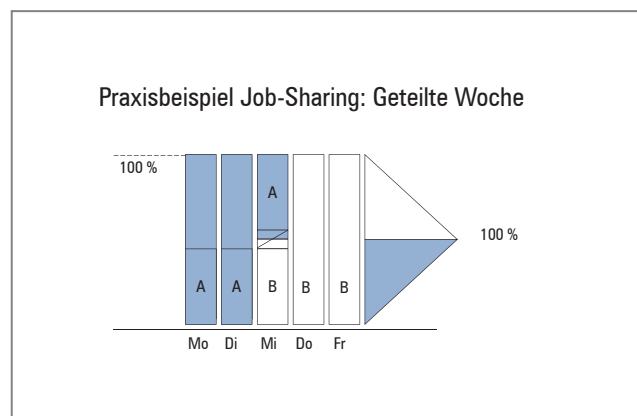 Praxisbeispiel Job-Sharing: Geteilte Woche
100 %
A
100 %
A
A
B
B
B
Mo
Di
Mi
Do
Fr